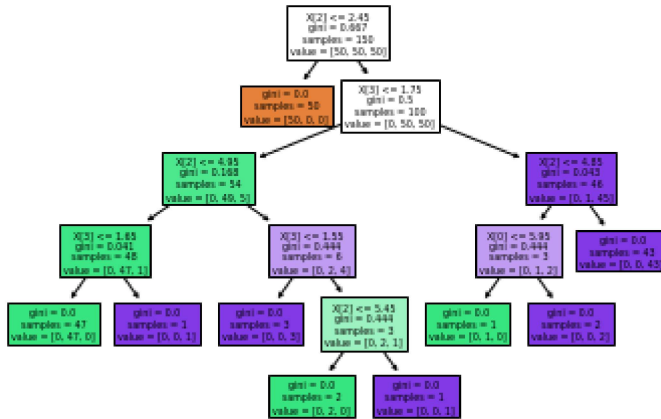 X[2] <= 2.45
gini = 0.667
samples = 150
value = [50, 50, 50]
gini = 0.0
samples = 50
value = [50, 0, 0]
X[3] <= 1.75
gini = 0.5
samples = 100
value = [0, 50, 50]
X[2] <= 4.95
gini = 0.168
samples = 54
value = [0, 49, 5]
X[2] <= 4.85
gini = 0.043
samples = 46
value = [0, 1, 45]
X[3] <= 1.65
gini = 0.041
samples = 48
value = [0, 47, 1]
X[3] <= 1.55
gini = 0.444
samples = 6
value = [0, 2, 4]
X[0] <= 5.95
gini = 0.444
samples = 3
value = [0, 1, 2]
gini = 0.0
samples = 43
value = [0, 0, 43]
gini = 0.0
samples = 47
value = [0, 47, 0]
gini = 0.0
samples = 1
value = [0, 0, 1]
gini = 0.0
samples = 3
value = [0, 0, 3]
X[2] <= 5.45
gini = 0.444
samples = 3
value = [0, 2, 1]
gini = 0.0
samples = 1
value = [0, 1, 0]
gini = 0.0
samples = 2
value = [0, 0, 2]
gini = 0.0
samples = 2
value = [0, 2, 0]
gini = 0.0
samples = 1
value = [0, 0, 1]